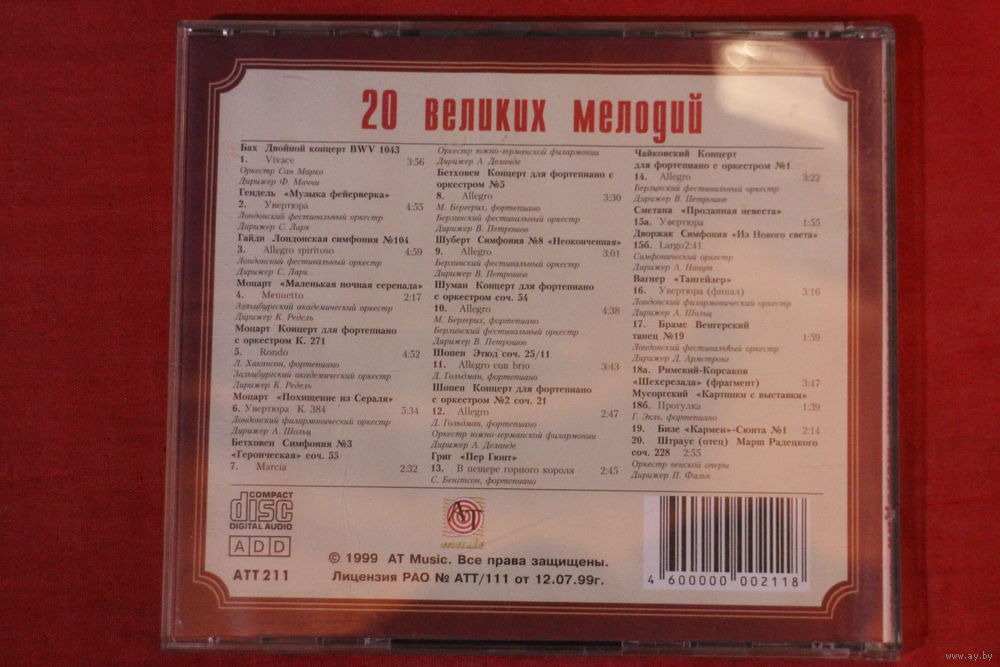 20 великих мелодий
Бах Двойной концерт BWV 1043
1. Vivace 3:56
Оркестр Сан Марко
Дирижер Ф. Маччи
Гендель «Музыка фейерверка»
2. Увертюра 4:55
Лондонский фестивальный оркестр
Дирижер С. Ларк
Гайди Лондонская симфония №104
3. Allegro spiritoso 4:59
Лондонский фестивальный оркестр
Дирижер С. Ларк
Моцарт «Маленькая ночная серенада»
4. Menuetto 2:17
Зальцбургский академический оркестр
Дирижер К. Редель
Моцарт Концерт для фортепиано
с оркестром К. 271
5. Rondo 4:52
Л. Хакансон, фортепиано
Зальцбургский академический оркестр
Дирижер К. Редель
Моцарт «Похищение из Сераля»
6. Увертюра К. 384 5:34
Лондонский филармонический оркестр
Дирижер А. Шольц
Бетховен Симфония №3
«Героическая» соч. 55
7. Marcia 2:32
Оркестр южно-германской филармонии
Дирижер А. Деланде
Бетховен Концерт для фортепиано с
оркестром №5
8. Allegro 3:30
М. Бергерих, фортепиано
Берлинский фестивальный оркестр
Дирижер В. Петрошов
Шуберт Симфония №8 «Неоконченная»
9. Allegro 3:01
Берлинский фестивальный оркестр
Дирижер В. Петрошов
Шуман Концерт для фортепиано
с оркестром соч. 54
10. Allegro 4:38
М. Бергерих, фортепиано
Берлинский фестивальный оркестр
Дирижер В. Петрошов
Шопен Этюд соч. 25/11
11. Allegro con brio 3:43
Д. Гольдман, фортепиано
Шопен Концерт для фортепиано
с оркестром №2 соч. 21
12. Allegro 2:47
Д. Гольдман, фортепиано
Оркестр южно-германской филармонии
Дирижер А. Деланде
Григ «Пер Гюнт»
13. В пещере горного короля 2:45
С. Бенгтсон, фортепиано
Чайковский Концерт
для фортепиано с оркестром №1
14. Allegro 3:22
Берлинский фестивальный оркестр
Дирижер В. Петрошов
Сметана «Проданная невеста»
15а. Увертюра 1:55
Дворжак Симфония «Из Нового света»
15б. Largo2:41
Симфонический оркестр
Дирижер А. Нанут
Вагнер «Тангейзер»
16. Увертюра (финал) 3:16
Лондонский филармонический оркестр
Дирижер А. Шольц
17. Брамс Венгерский
танец №19 1:59
Лондонский фестивальный оркестр
Дирижер Д. Армстронг
18а. Римский-Корсаков
«Шехерезада» (фрагмент) 3:47
Мусоргский «Картинки с выставки»
18б. Прогулка 1:39
Г. Экль, фортепиано
19. Бизе «Кармен»-Сюита №1 2:14
20. Штраус (отец) Марш Радецкого
соч. 228 2:55
Оркестр венской оперы
Дирижер П. Фальк
COMPACT
disc
DIGITAL AUDIO
ADD
АТТ 211
АТ
© 1999 AT Music. Все права защищены.
Лицензия РАО № АТТ/111 от 12.07.99г.
4 600000 002118
www.ay.by